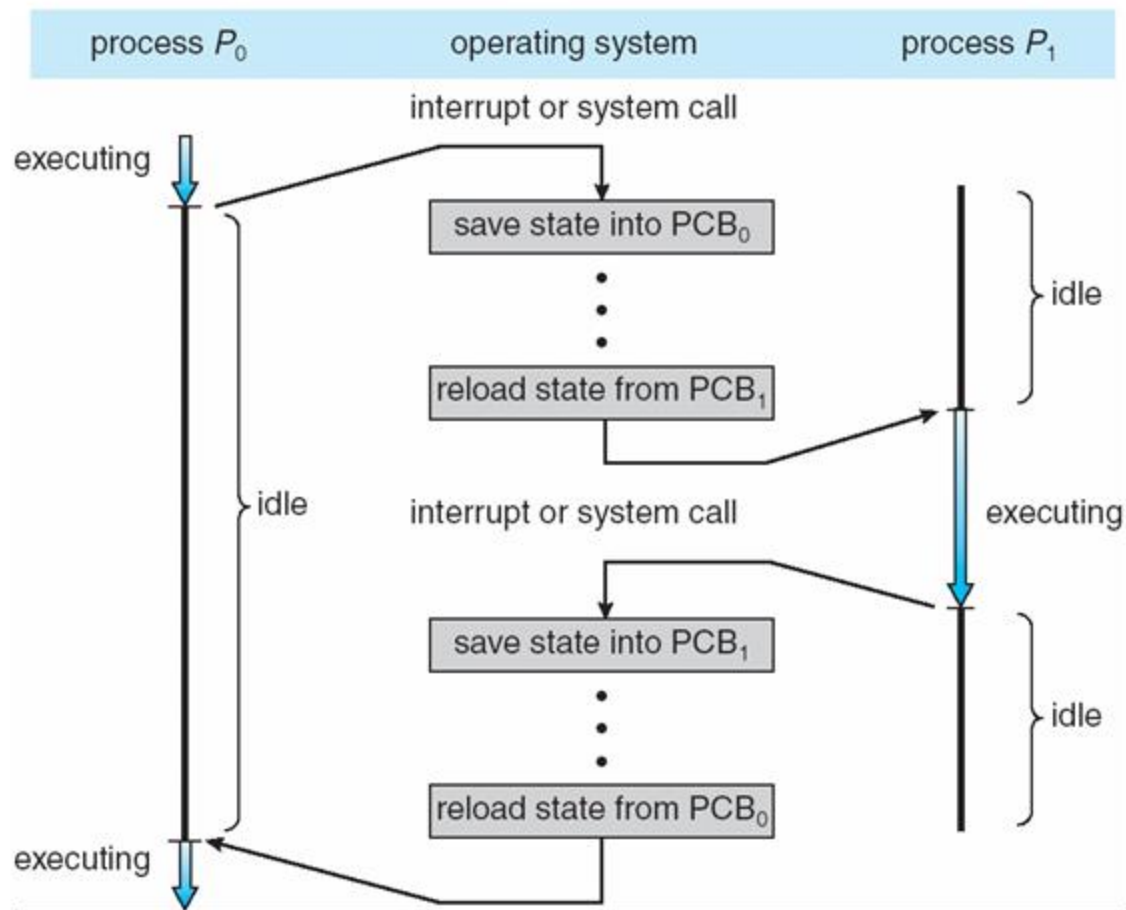 process P₀ operating system process P₁
interrupt or system call
executing
save state into PCB₀
idle
reload state from PCB₁
idle
interrupt or system call
executing
save state into PCB₁
idle
reload state from PCB₀
executing